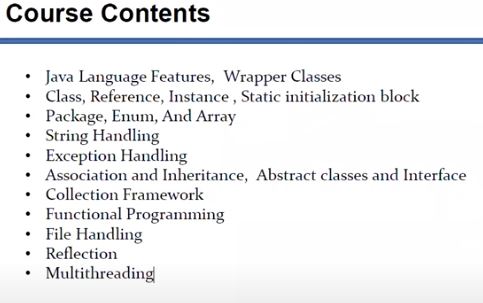 Course Contents
• Java Language Features, Wrapper Classes
• Class, Reference, Instance , Static initialization block
• Package, Enum, And Array
• String Handling
• Exception Handling
• Association and Inheritance, Abstract classes and Interface
• Collection Framework
• Functional Programming
• File Handling
• Reflection
• Multithreading